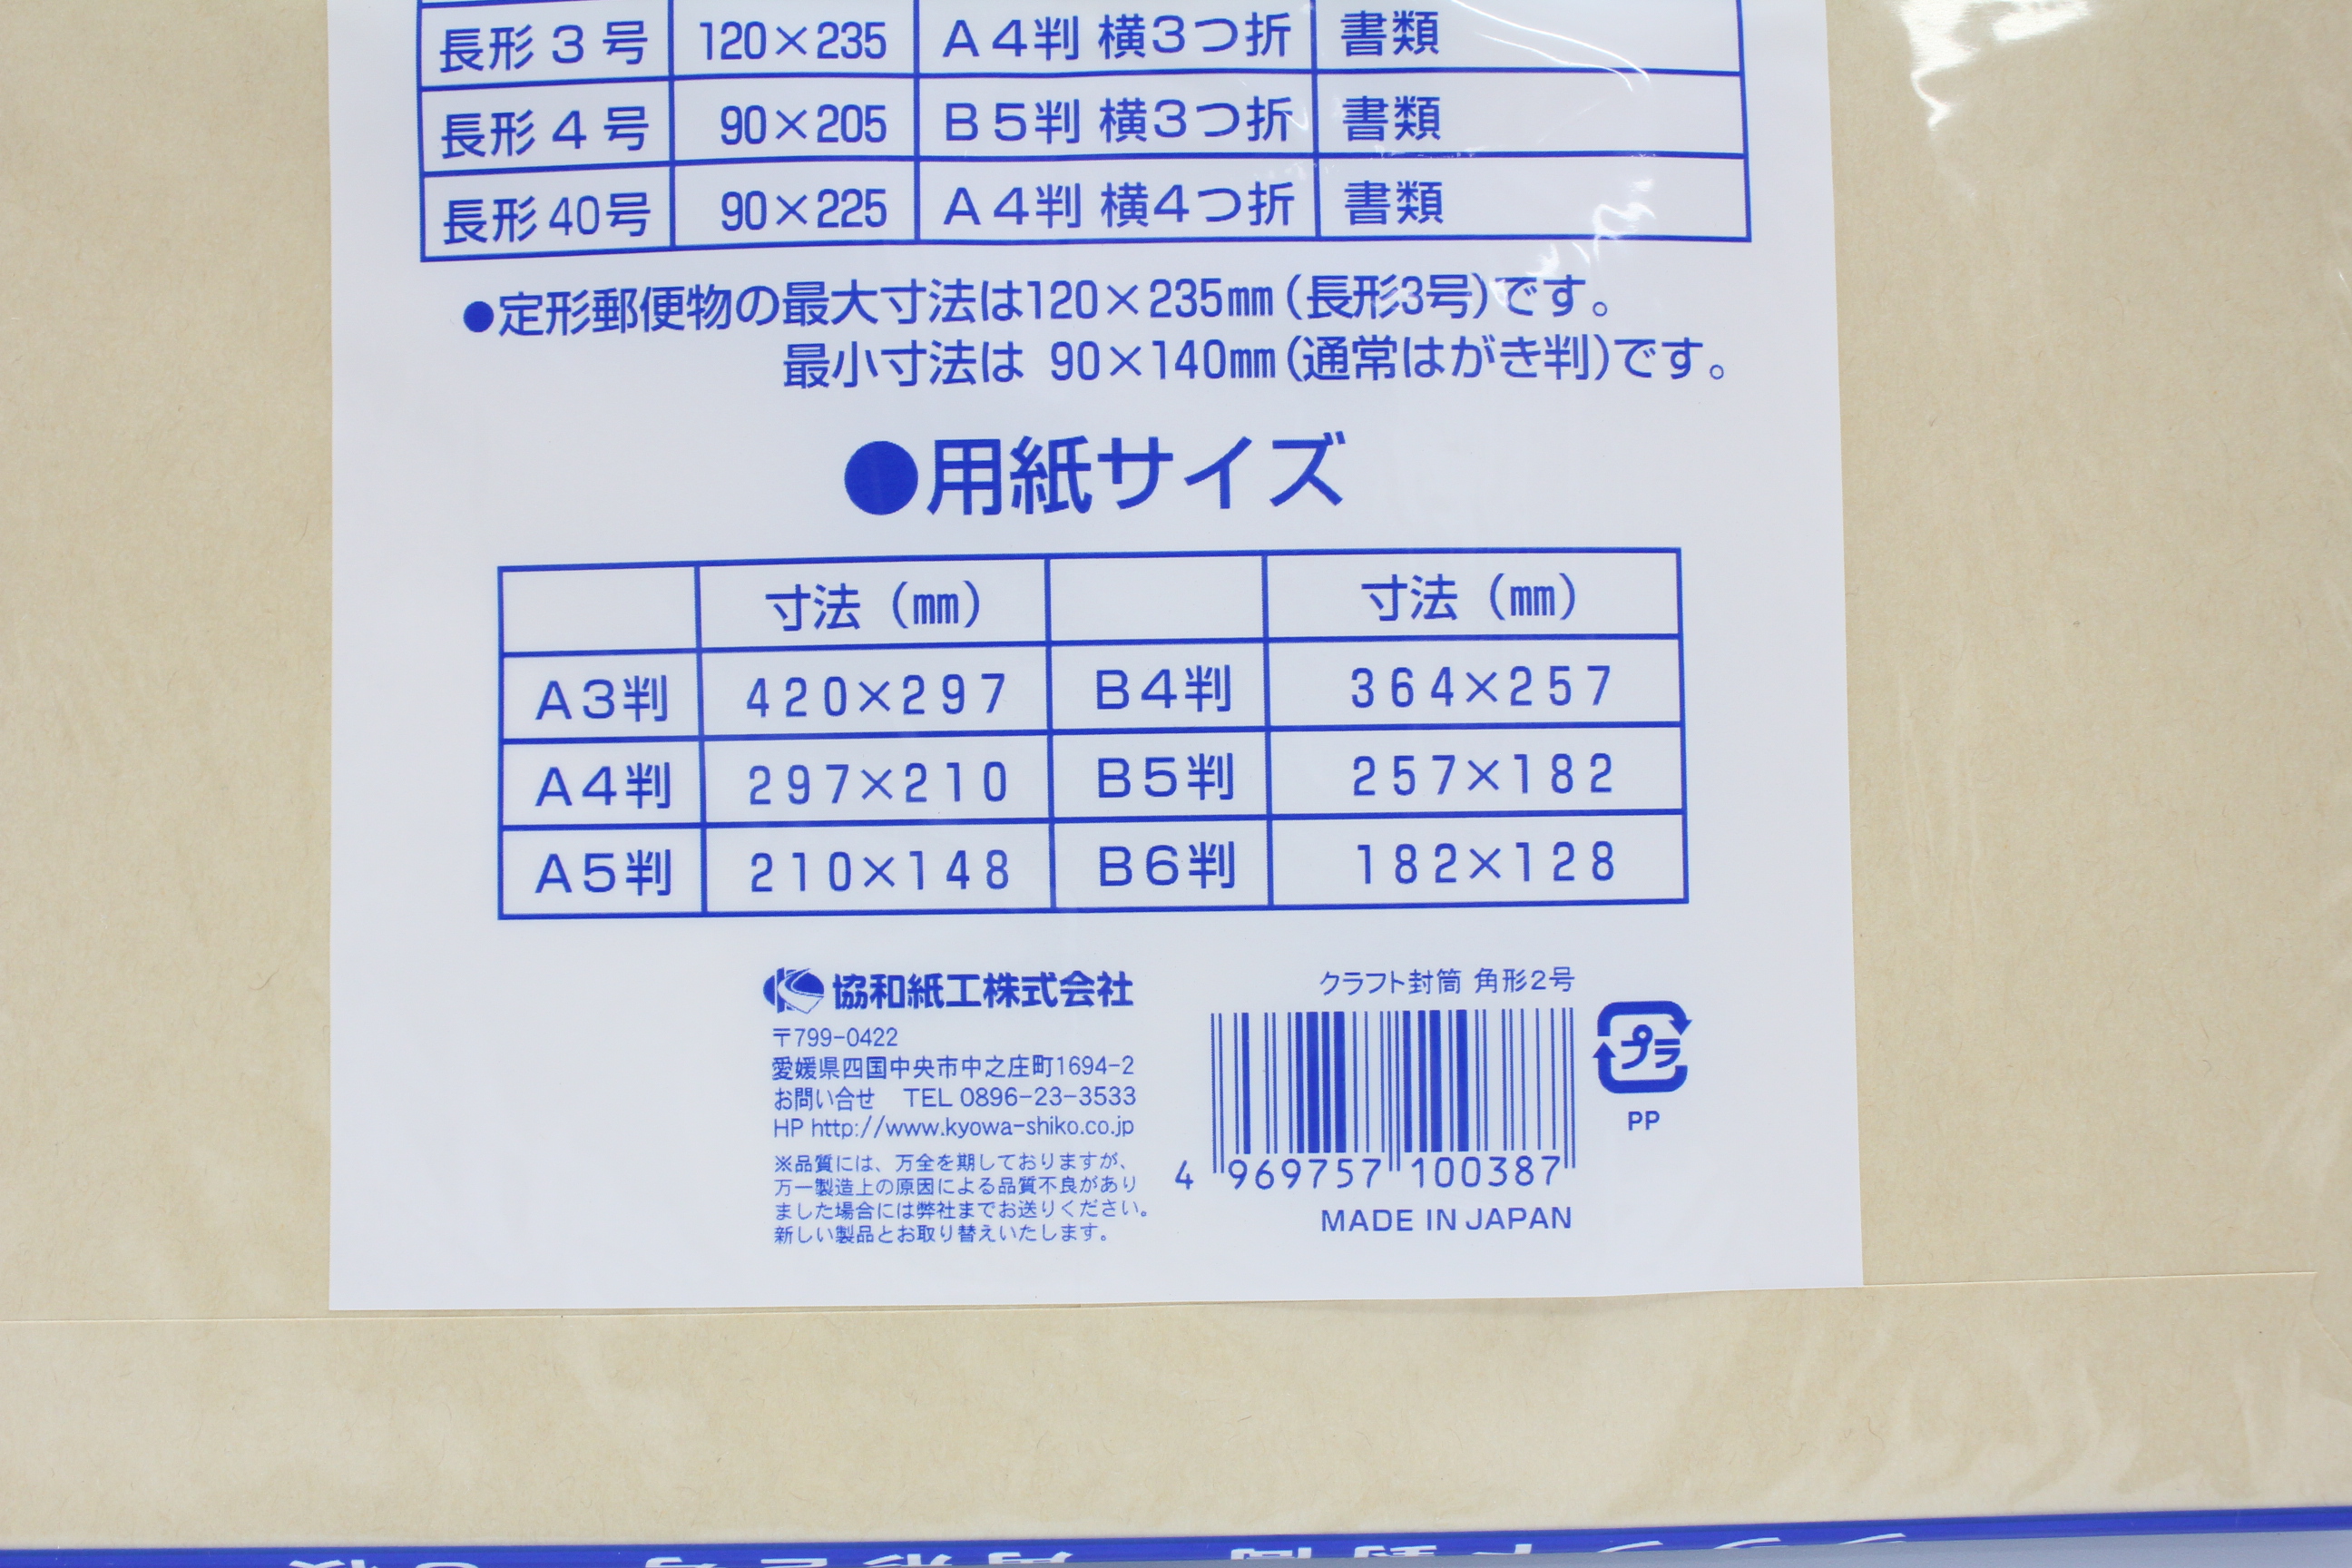 長形3号 120×235 A4判 横3つ折 書類
長形4号 90×205 B5判 横3つ折 書類
長形40号 90×225 A4判 横4つ折 書類
●定形郵便物の最大寸法は120×235㎜(長形3号)です。
最小寸法は 90×140㎜(通常はがき判)です。
●用紙サイズ
寸法(㎜) 寸法(㎜)
A3判 420×297 B4判 364×257
A4判 297×210 B5判 257×182
A5判 210×148 B6判 182×128
協和紙工株式会社
〒799-0422
愛媛県四国中央市中之庄町1694-2
お問い合せ TEL 0896-23-3533
HP http://www.kyowa-shiko.co.jp
※品質には、万全を期しておりますが、
万一製造上の原因による品質不良があり
ました場合には弊社までお送りください。
新しい製品とお取り替えいたします。
クラフト封筒 角形2号
4 969757 100387
MADE IN JAPAN
プラ
PP